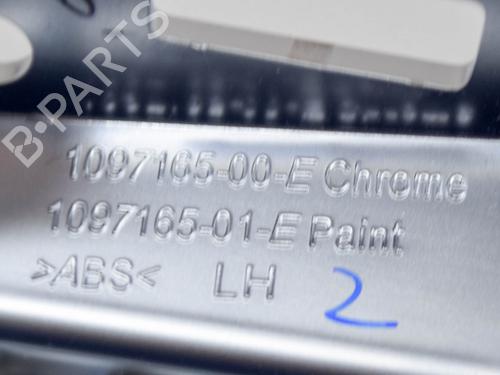 B-PARTS
1097165-00-E Chrome
1097165-01-E Paint
>ABS< LH 2